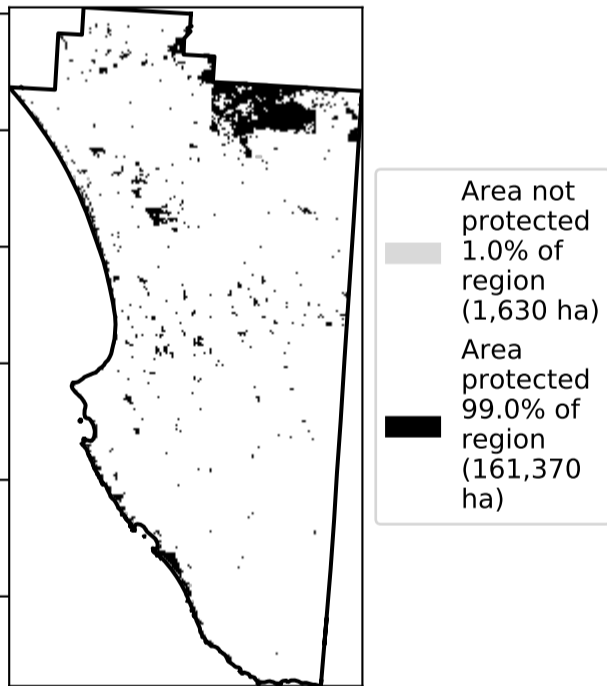 Area not
protected
1.0% of
region
(1,630 ha)
Area
protected
99.0% of
region
(161,370
ha)